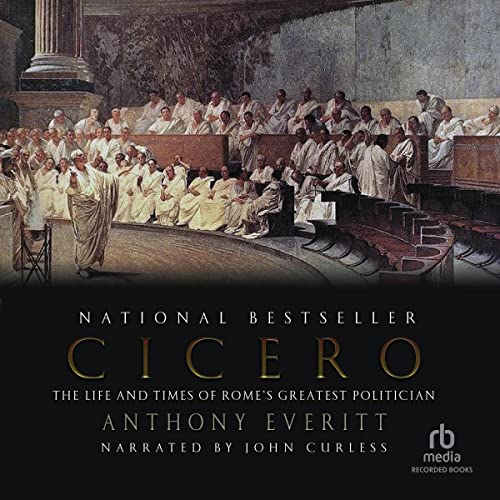 NATIONAL BESTSELLER
CICERO
THE LIFE AND TIMES OF ROME'S GREATEST POLITICIAN
ANTHONY EVERITT
NARRATED BY JOHN CURLESS
rb
media
RECORDED BOOKS